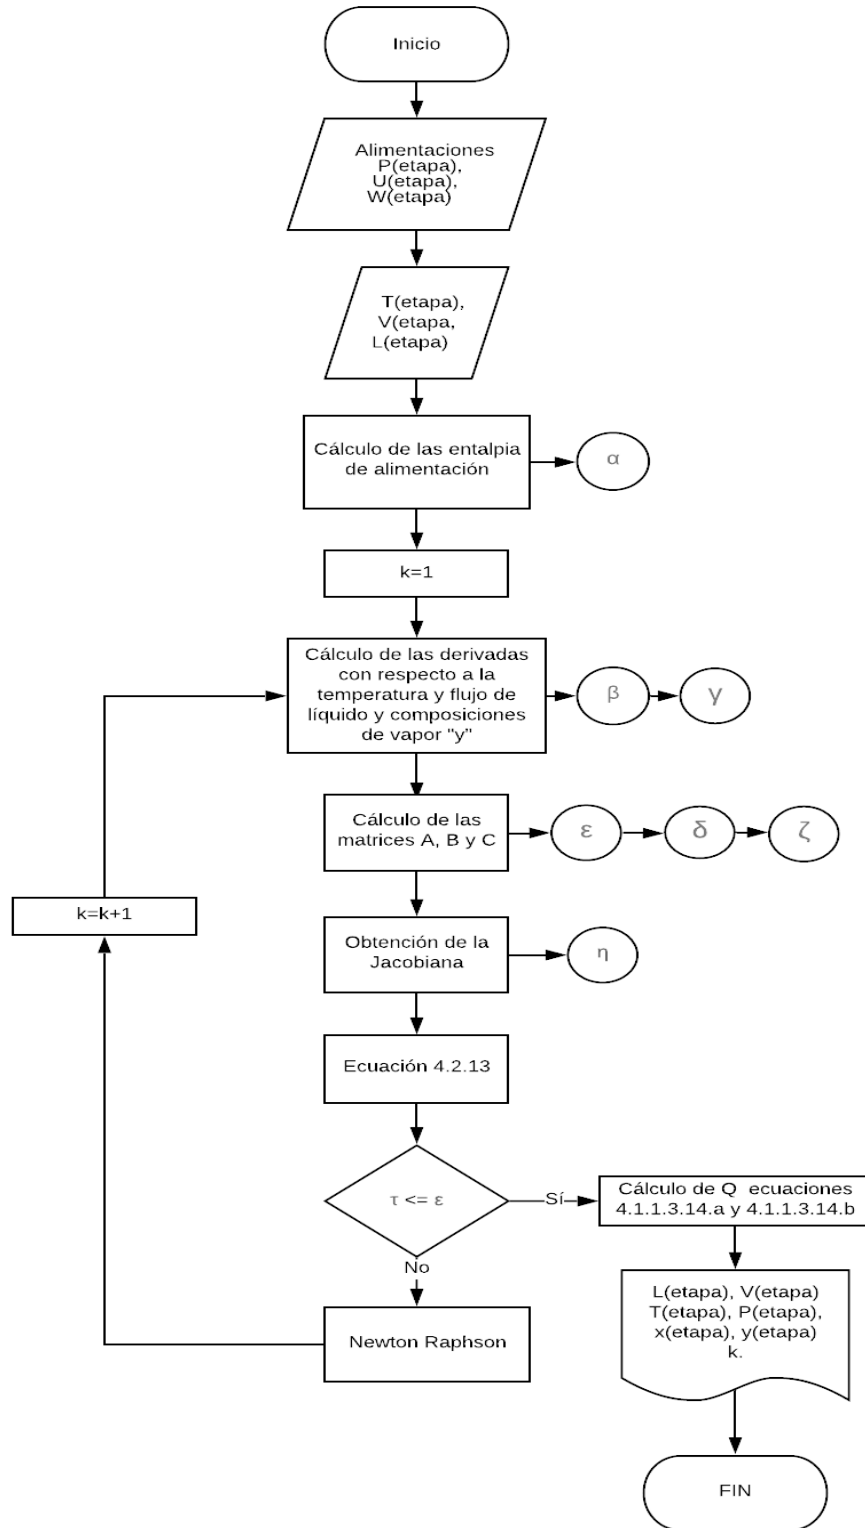 Inicio
Alimentaciones
P(etapa),
U(etapa),
W(etapa)
T(etapa),
V(etapa,
L(etapa)
Cálculo de las entalpia
de alimentación
α
k=1
Cálculo de las derivadas
con respecto a la
temperatura y flujo de
líquido y composiciones
de vapor "y"
β
γ
Cálculo de las
matrices A, B y C
ε
δ
ζ
k=k+1
Obtención de la
Jacobiana
η
Ecuación 4.2.13
τ <= ε
Sí
Cálculo de Q ecuaciones
4.1.1.3.14.a y 4.1.1.3.14.b
No
L(etapa), V(etapa)
T(etapa), P(etapa),
x(etapa), y(etapa)
k.
Newton Raphson
FIN